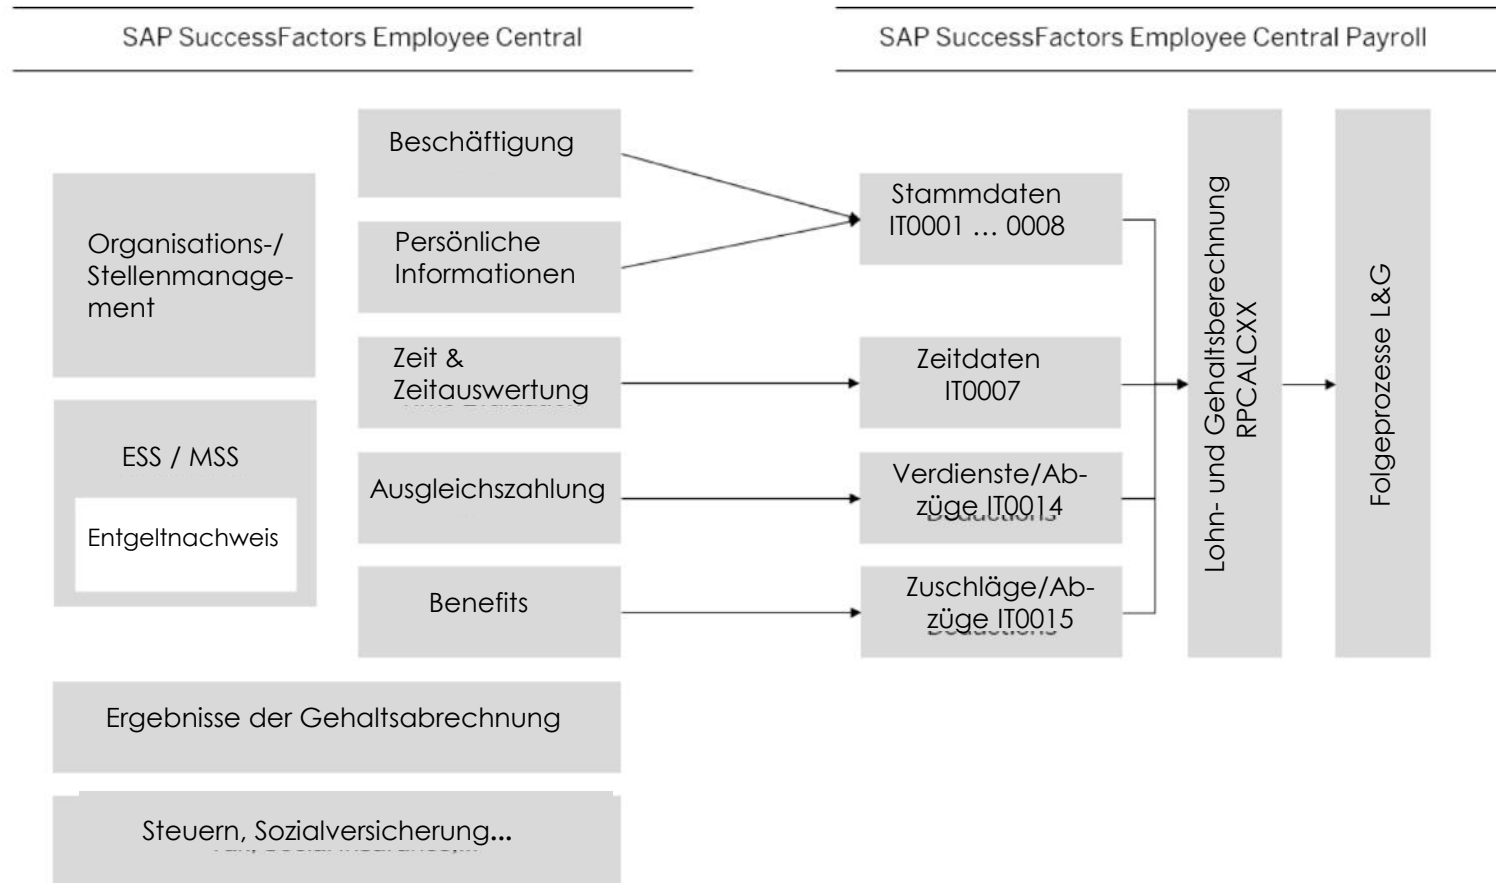 SAP SuccessFactors Employee Central
SAP SuccessFactors Employee Central Payroll
Organisations-/
Stellenmanage-
ment
ESS / MSS
Entgeltnachweis
Beschäftigung
Persönliche
Informationen
Zeit &
Zeitauswertung
Ausgleichszahlung
Benefits
Ergebnisse der Gehaltsabrechnung
Steuern, Sozialversicherung...
Stammdaten
IT0001 ... 0008
Zeitdaten
IT0007
Verdienste/Ab-
züge IT0014
Zuschläge/Ab-
züge IT0015
Lohn- und Gehaltsberechnung
RPCALCXX
Folgeprozesse L&G